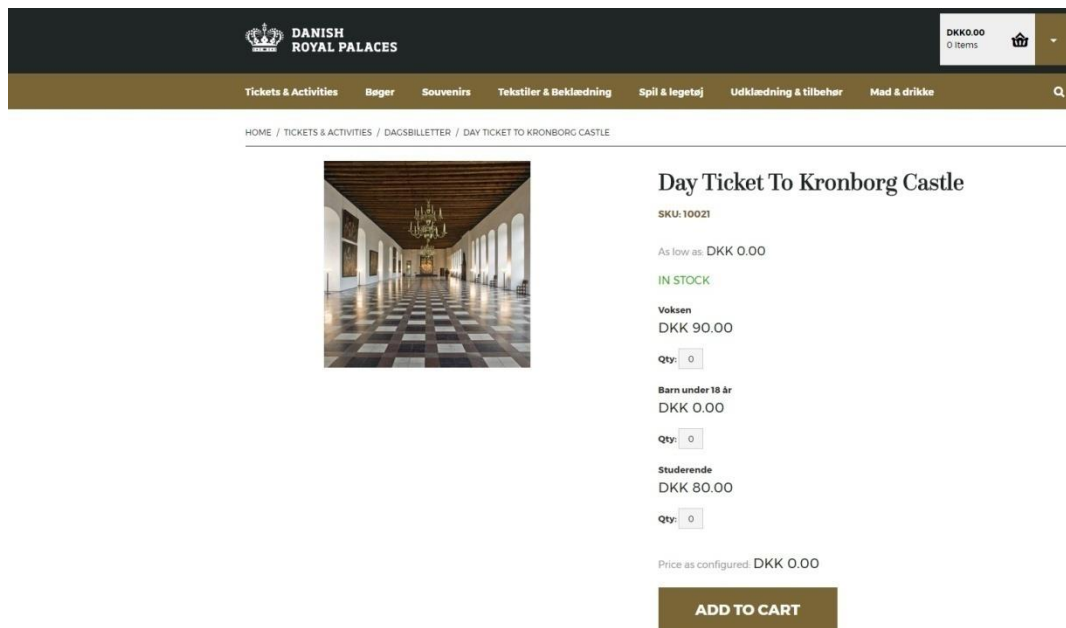 DANISH
ROYAL PALACES
DKK0.00
0 Items
Tickets & Activities Bøger Souvenirs Tekstiler & Beklædning Spil & legetøj Udklædning & tilbehør Mad & drikke
HOME / TICKETS & ACTIVITIES / DAGSBILLETTER / DAY TICKET TO KRONBORG CASTLE
Day Ticket To Kronborg Castle
SKU: 10021
As low as: DKK 0.00
IN STOCK
Voksen
DKK 90.00
Qty: 0
Barn under 18 år
DKK 0.00
Qty: 0
Studerende
DKK 80.00
Qty: 0
Price as configured: DKK 0.00
ADD TO CART